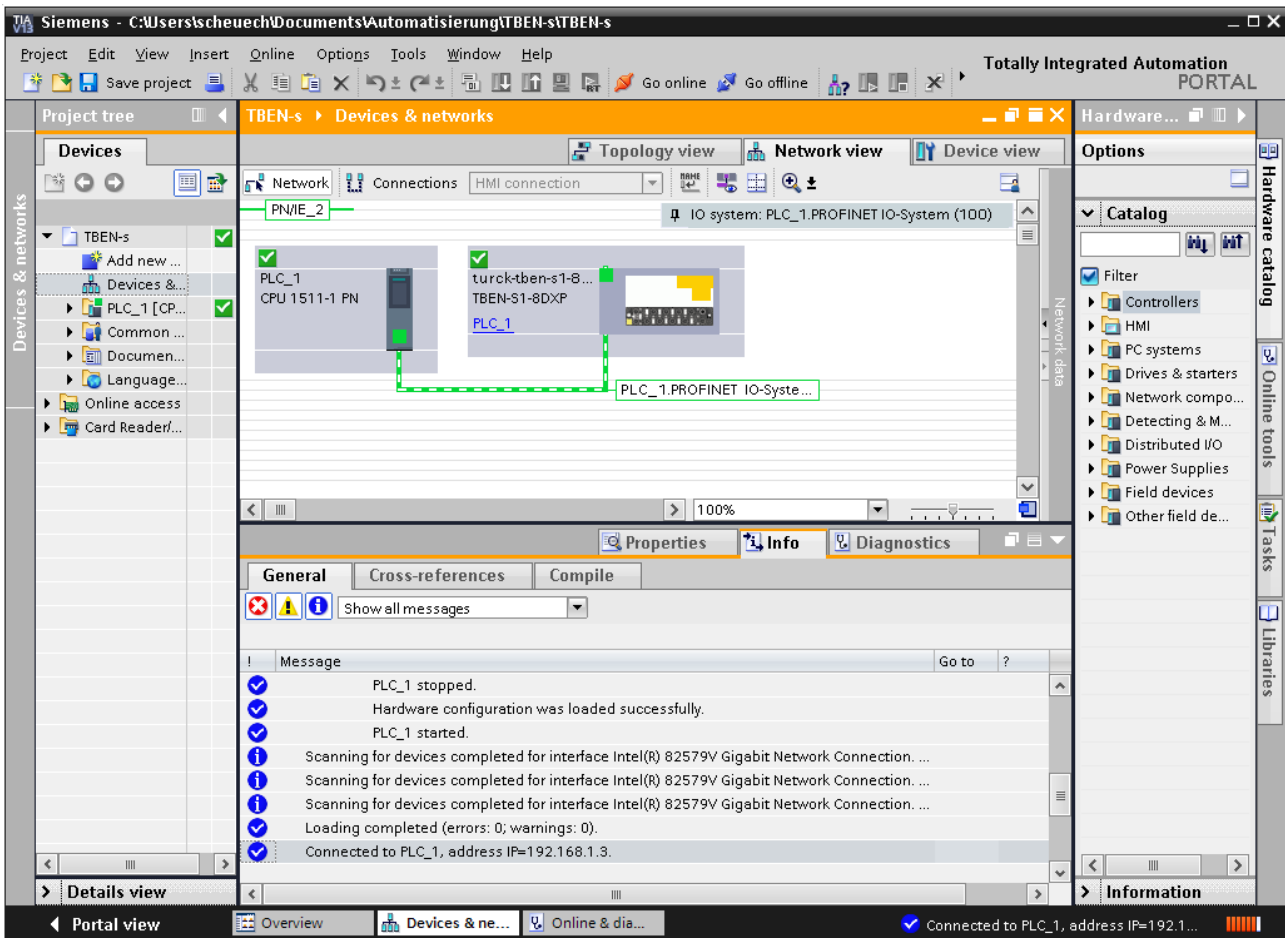 TIA V13 Siemens - C:\Users\scheuech\Documents\Automatisierung\TBEN-s\TBEN-s
Project Edit View Insert Online Options Tools Window Help
Totally Integrated Automation
PORTAL
Save project Go online Go offline
Project tree
Devices
Devices & networks
TBEN-s
Add new ...
Devices &...
PLC_1 [CP...
Common ...
Documen...
Language...
Online access
Card Reader/...
Details view
TBEN-s Devices & networks
Topology view Network view Device view
Network Connections HMI connection
PN/IE_2
IO system: PLC_1.PROFINET IO-System (100)
PLC_1
CPU 1511-1 PN
turck-tben-s1-8...
TBEN-S1-8DXP
PLC_1
PLC_1.PROFINET IO-Syste...
100%
Network data
Properties Info Diagnostics
General Cross-references Compile
Show all messages
! Message Go to ?
PLC_1 stopped.
Hardware configuration was loaded successfully.
PLC_1 started.
Scanning for devices completed for interface Intel(R) 82579V Gigabit Network Connection. ...
Scanning for devices completed for interface Intel(R) 82579V Gigabit Network Connection. ...
Scanning for devices completed for interface Intel(R) 82579V Gigabit Network Connection. ...
Loading completed (errors: 0; warnings: 0).
Connected to PLC_1, address IP=192.168.1.3.
Hardware...
Options
Catalog
Filter
Controllers
HMI
PC systems
Drives & starters
Network compo...
Detecting & M...
Distributed I/O
Power Supplies
Field devices
Other field de...
Information
Hardware catalog
Online tools
Tasks
Libraries
Portal view Overview Devices & ne... Online & dia... Connected to PLC_1, address IP=192.1...